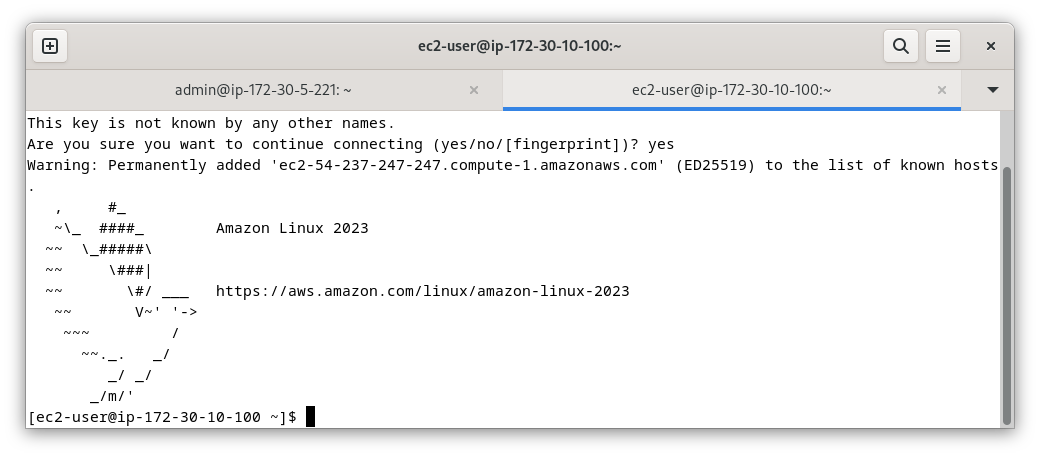 ec2-user@ip-172-30-10-100:~
admin@ip-172-30-5-221: ~
ec2-user@ip-172-30-10-100:~
This key is not known by any other names.
Are you sure you want to continue connecting (yes/no/[fingerprint])? yes
Warning: Permanently added 'ec2-54-237-247-247.compute-1.amazonaws.com' (ED25519) to the list of known hosts
.
   ,     #_
   ~\_  ####_        Amazon Linux 2023
  ~~  \_#####\
  ~~     \###|
  ~~       \#/ ___   https://aws.amazon.com/linux/amazon-linux-2023
   ~~       V~' '->
    ~~~         /
      ~~._.   _/
         _/ _/
       _/m/'
[ec2-user@ip-172-30-10-100 ~]$